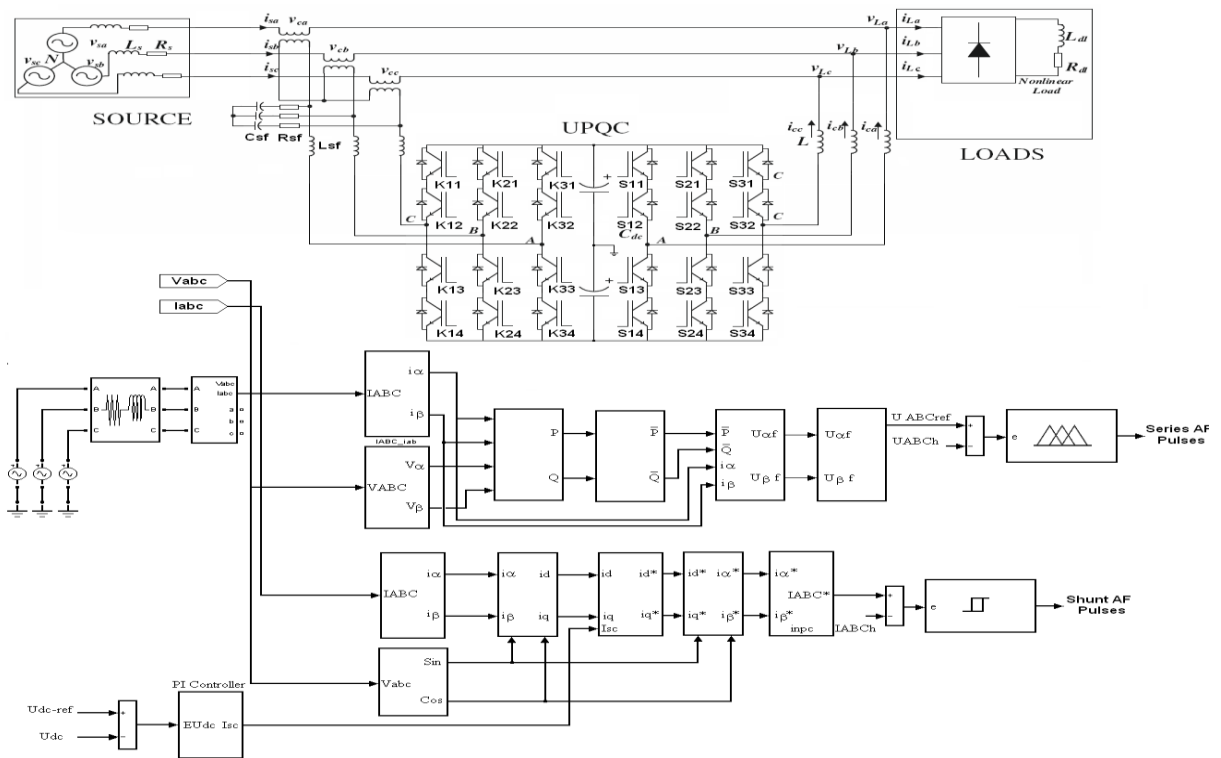 isa vca vLa iLa
vsa Ls Rs isb vcb vLb iLb Ldl
vsc N vsb isc vcc vLc iLc Rdl
Nonlinear
Load
SOURCE
Csf Rsf Lsf
UPQC
icc icb ica
L
LOADS
K11 K21 K31 + S11 S21 S31 C
C K12 B K22 A K32 Cdc S12 A S22 B S32 C
K13 K23 K33 + S13 S23 S33
K14 K24 K34 S14 S24 S34
Vabc
Iabc
A A A Vabc
Iabc
B B B a
b
C C C c
IABC iα
iβ
IABC_iab
VABC Vα
Vβ
P P̅
Q Q̅
P̅ Uαf
Q̅
iα
iβ Uβ f
Uαf
Uβ f
U ABCref
UABCh
+
−
e
Series AF
Pulses
IABC iα
iβ
iα id
iβ iq
id id*
iq iq*
Isc
id* iα*
iq* iβ*
iα*
IABC*
iβ*
inpc
IABCh
+
−
e
Shunt AF
Pulses
Vabc Sin
Cos
PI Controller
Udc-ref +
Udc −
EUdc Isc